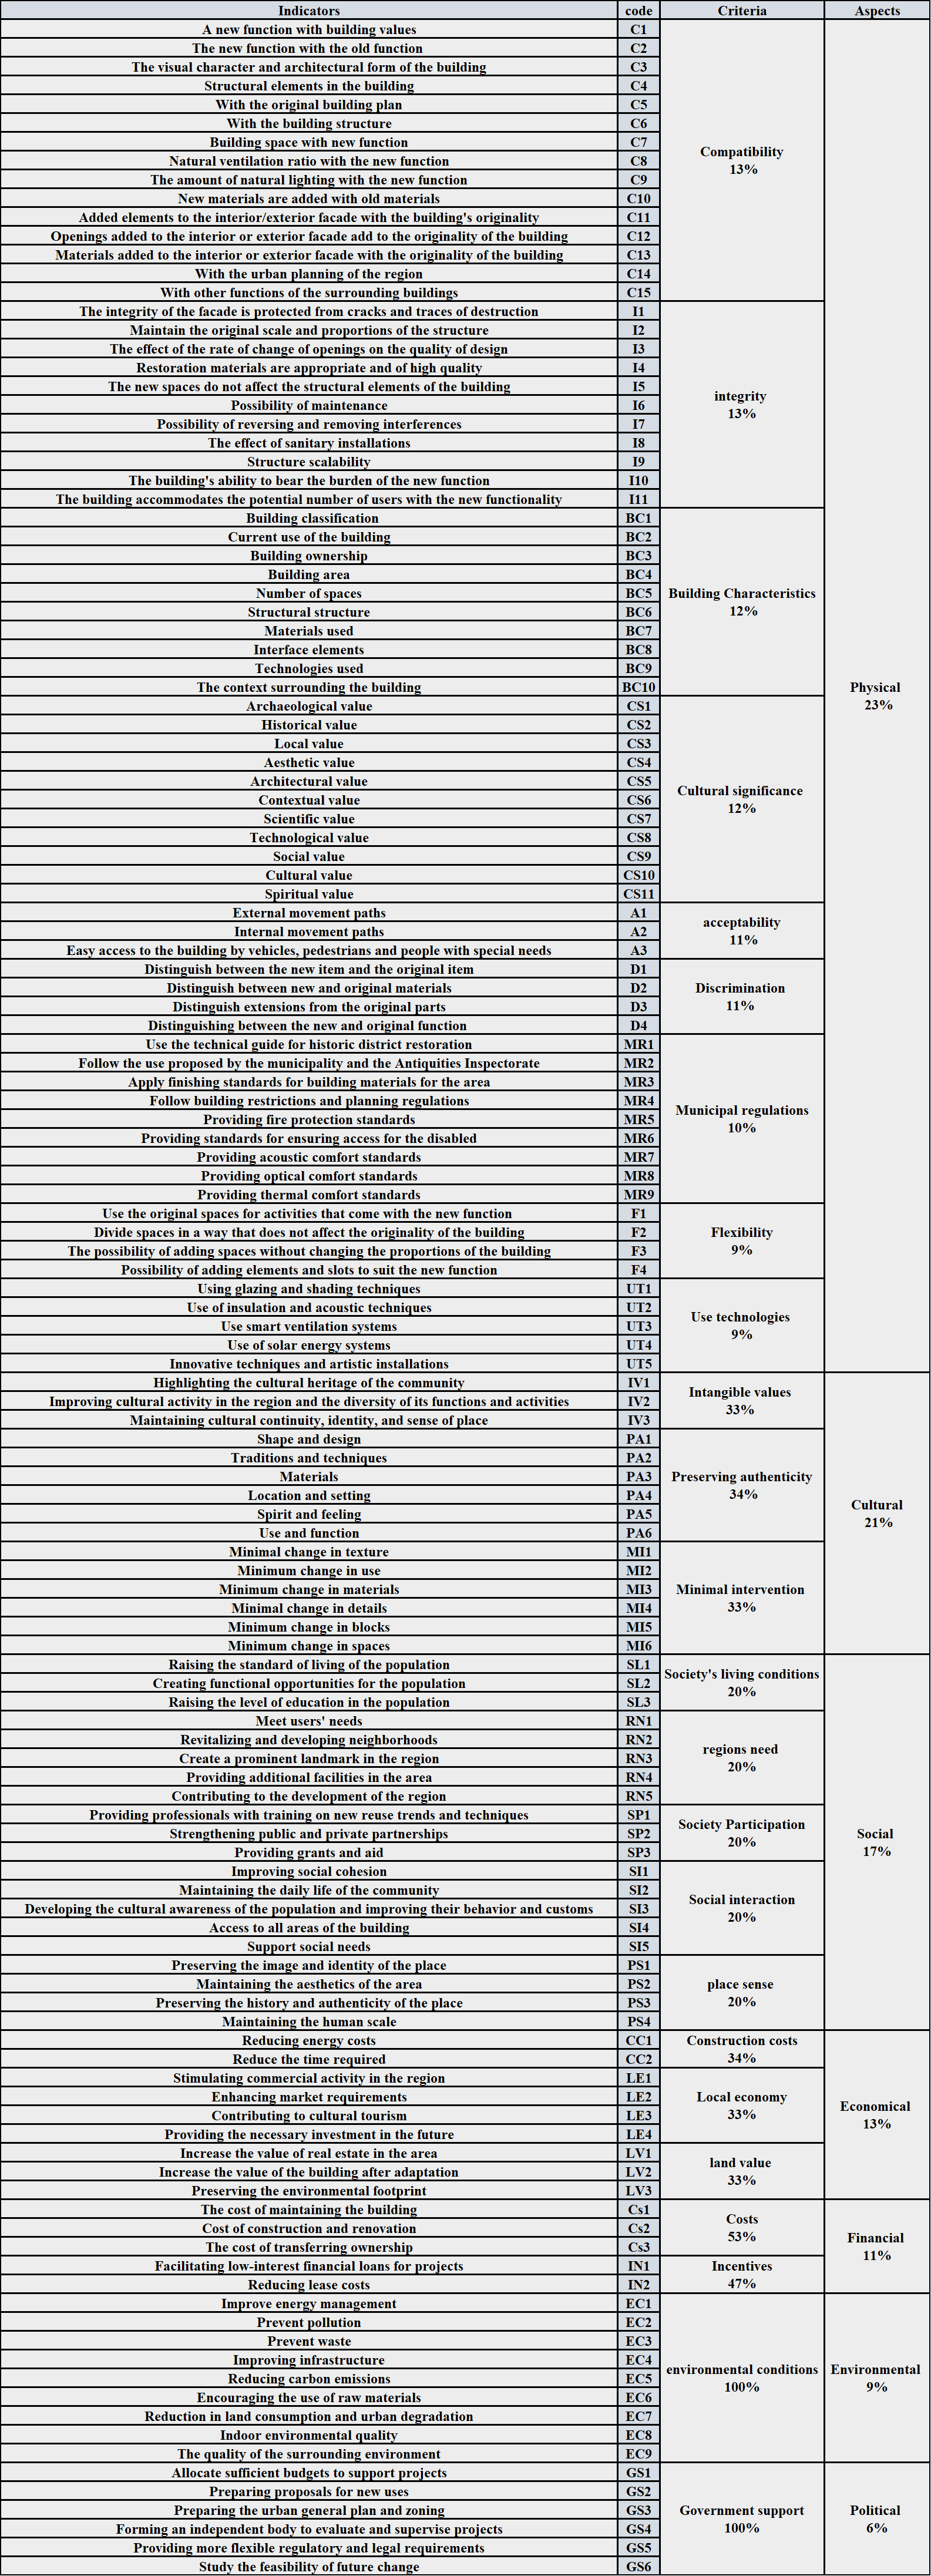 Indicators code Criteria Aspects
A new function with building values C1
The new function with the old function C2
The visual character and architectural form of the building C3
Structural elements in the building C4
With the original building plan C5
With the building structure C6
Building space with new function C7
Compatibility
13%
Natural ventilation ratio with the new function C8
The amount of natural lighting with the new function C9
New materials are added with old materials C10
Added elements to the interior/exterior facade with the building's originality C11
Openings added to the interior or exterior facade add to the originality of the building C12
Materials added to the interior or exterior facade with the originality of the building C13
With the urban planning of the region C14
With other functions of the surrounding buildings C15
The integrity of the facade is protected from cracks and traces of destruction I1
Maintain the original scale and proportions of the structure I2
The effect of the rate of change of openings on the quality of design I3
Restoration materials are appropriate and of high quality I4
The new spaces do not affect the structural elements of the building I5
integrity
13%
Possibility of maintenance I6
Possibility of reversing and removing interferences I7
The effect of sanitary installations I8
Structure scalability I9
The building's ability to bear the burden of the new function I10
The building accommodates the potential number of users with the new functionality I11
Building classification BC1
Current use of the building BC2
Building ownership BC3
Building area BC4
Number of spaces BC5
Building Characteristics
12%
Structural structure BC6
Materials used BC7
Interface elements BC8
Technologies used BC9
The context surrounding the building BC10
Physical
23%
Archaeological value CS1
Historical value CS2
Local value CS3
Aesthetic value CS4
Architectural value CS5
Cultural significance
12%
Contextual value CS6
Scientific value CS7
Technological value CS8
Social value CS9
Cultural value CS10
Spiritual value CS11
External movement paths A1
acceptability
11%
Internal movement paths A2
Easy access to the building by vehicles, pedestrians and people with special needs A3
Distinguish between the new item and the original item D1
Distinguish between new and original materials D2
Discrimination
11%
Distinguish extensions from the original parts D3
Distinguishing between the new and original function D4
Use the technical guide for historic district restoration MR1
Follow the use proposed by the municipality and the Antiquities Inspectorate MR2
Apply finishing standards for building materials for the area MR3
Follow building restrictions and planning regulations MR4
Municipal regulations
10%
Providing fire protection standards MR5
Providing standards for ensuring access for the disabled MR6
Providing acoustic comfort standards MR7
Providing optical comfort standards MR8
Providing thermal comfort standards MR9
Use the original spaces for activities that come with the new function F1
Divide spaces in a way that does not affect the originality of the building F2
Flexibility
9%
The possibility of adding spaces without changing the proportions of the building F3
Possibility of adding elements and slots to suit the new function F4
Using glazing and shading techniques UT1
Use of insulation and acoustic techniques UT2
Use technologies
9%
Use smart ventilation systems UT3
Use of solar energy systems UT4
Innovative techniques and artistic installations UT5
Highlighting the cultural heritage of the community IV1
Intangible values
33%
Improving cultural activity in the region and the diversity of its functions and activities IV2
Maintaining cultural continuity, identity, and sense of place IV3
Shape and design PA1
Traditions and techniques PA2
Materials PA3
Preserving authenticity
34%
Location and setting PA4
Spirit and feeling PA5
Use and function PA6
Cultural
21%
Minimal change in texture MI1
Minimum change in use MI2
Minimum change in materials MI3
Minimal intervention
33%
Minimal change in details MI4
Minimum change in blocks MI5
Minimum change in spaces MI6
Raising the standard of living of the population SL1
Society's living conditions
20%
Creating functional opportunities for the population SL2
Raising the level of education in the population SL3
Meet users' needs RN1
Revitalizing and developing neighborhoods RN2
regions need
20%
Create a prominent landmark in the region RN3
Providing additional facilities in the area RN4
Contributing to the development of the region RN5
Providing professionals with training on new reuse trends and techniques SP1
Society Participation
20%
Strengthening public and private partnerships SP2
Providing grants and aid SP3
Social
17%
Improving social cohesion SI1
Maintaining the daily life of the community SI2
Social interaction
20%
Developing the cultural awareness of the population and improving their behavior and customs SI3
Access to all areas of the building SI4
Support social needs SI5
Preserving the image and identity of the place PS1
Maintaining the aesthetics of the area PS2
place sense
20%
Preserving the history and authenticity of the place PS3
Maintaining the human scale PS4
Reducing energy costs CC1
Construction costs
34%
Reduce the time required CC2
Stimulating commercial activity in the region LE1
Enhancing market requirements LE2
Local economy
33%
Contributing to cultural tourism LE3
Providing the necessary investment in the future LE4
Economical
13%
Increase the value of real estate in the area LV1
land value
33%
Increase the value of the building after adaptation LV2
Preserving the environmental footprint LV3
The cost of maintaining the building Cs1
Costs
53%
Cost of construction and renovation Cs2
The cost of transferring ownership Cs3
Financial
11%
Facilitating low-interest financial loans for projects IN1
Incentives
47%
Reducing lease costs IN2
Improve energy management EC1
Prevent pollution EC2
Prevent waste EC3
Improving infrastructure EC4
environmental conditions
100%
Environmental
9%
Reducing carbon emissions EC5
Encouraging the use of raw materials EC6
Reduction in land consumption and urban degradation EC7
Indoor environmental quality EC8
The quality of the surrounding environment EC9
Allocate sufficient budgets to support projects GS1
Preparing proposals for new uses GS2
Preparing the urban general plan and zoning GS3
Government support
100%
Political
6%
Forming an independent body to evaluate and supervise projects GS4
Providing more flexible regulatory and legal requirements GS5
Study the feasibility of future change GS6